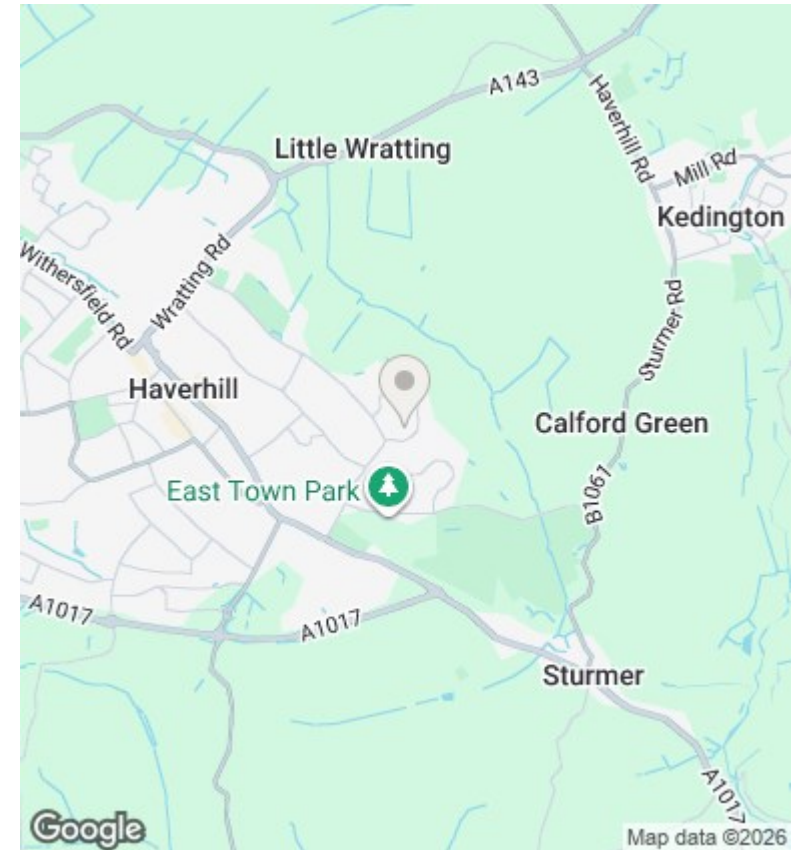 A143
Little Wratting
Haverhill Rd
Mill Rd
Kedington
Withersfield Rd
Wratting Rd
Sturmer Rd
Haverhill
Calford Green
East Town Park
B1061
A1017
A1017
Sturmer
A1017
Google
Map data ©2026